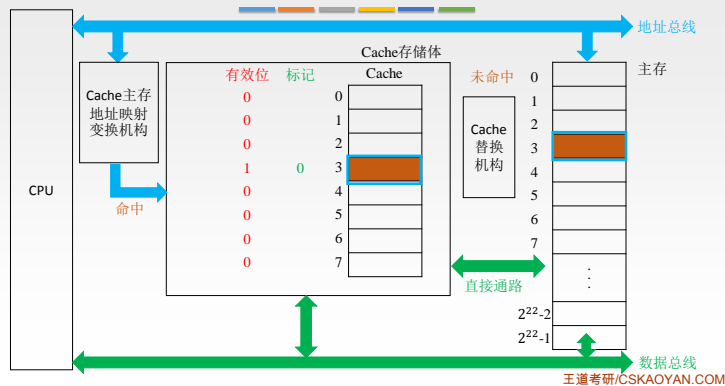 地址总线
Cache存储体
有效位 标记 Cache
未命中
主存
CPU
Cache主存
地址映射
变换机构
命中
0 0
0 1
0 2
1 0 3
0 4
0 5
0 6
0 7
Cache
替换
机构
0
1
2
3
4
5
6
7
⋮
2²²-2
2²²-1
直接通路
数据总线
王道考研/CSKAOYAN.COM